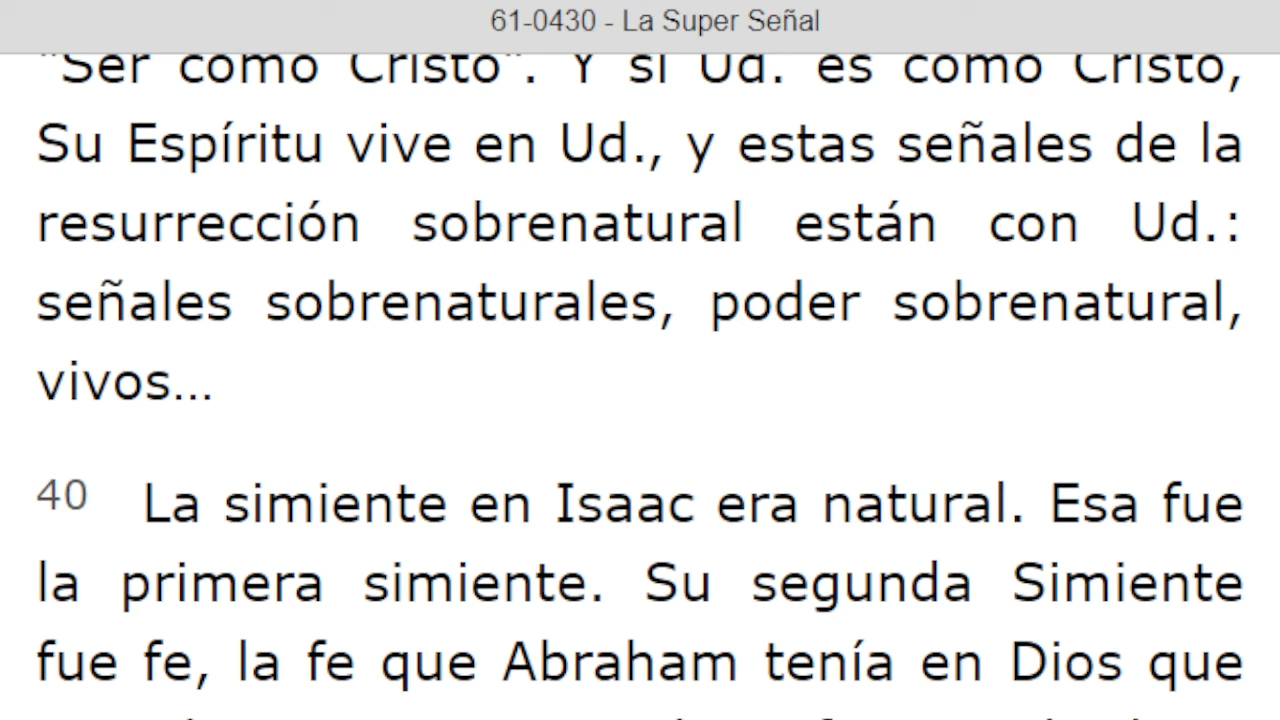 61-0430 - La Super Señal
"Ser como Cristo". Y si Ud. es como Cristo,
Su Espíritu vive en Ud., y estas señales de la
resurrección sobrenatural están con Ud.:
señales sobrenaturales, poder sobrenatural,
vivos...
40 La simiente en Isaac era natural. Esa fue
la primera simiente. Su segunda Simiente
fue fe, la fe que Abraham tenía en Dios que